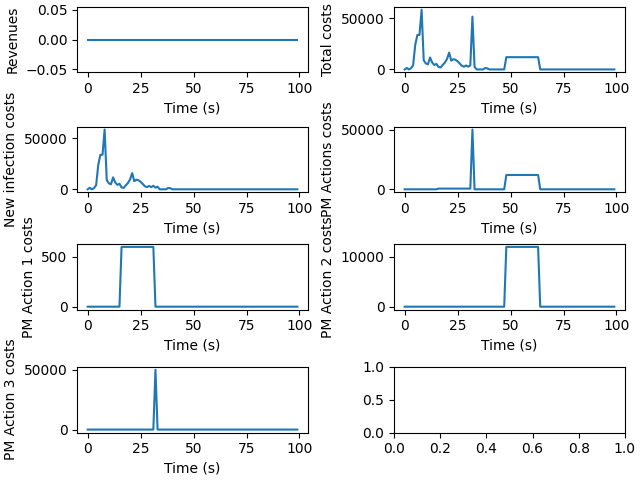 Revenues
0.05
0.00
−0.05
0 25 50 75 100
Time (s)
Total costs
50000
0
0 25 50 75 100
Time (s)
New infection costs
50000
0
0 25 50 75 100
Time (s)
PM Actions costs
50000
0
0 25 50 75 100
Time (s)
PM Action 1 costs
500
0
0 25 50 75 100
Time (s)
PM Action 2 costs
10000
0
0 25 50 75 100
Time (s)
PM Action 3 costs
50000
0
0 25 50 75 100
Time (s)
1.0
0.5
0.0
0.0 0.2 0.4 0.6 0.8 1.0